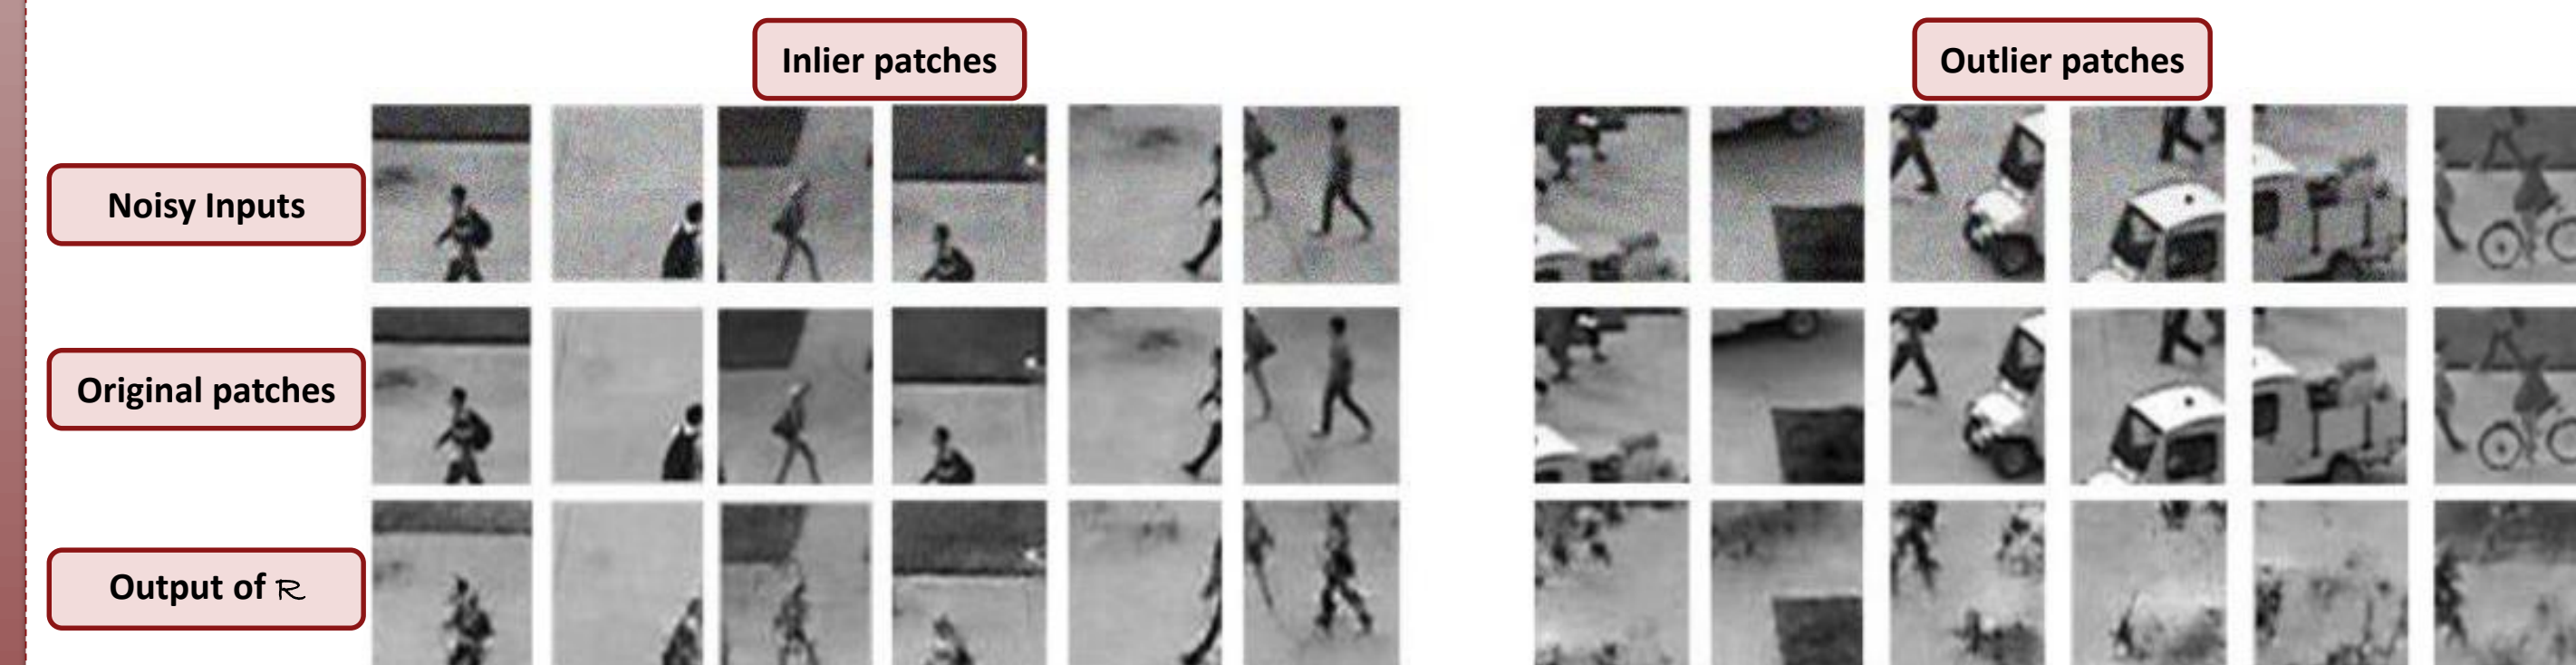 Inlier patches
Outlier patches
Noisy Inputs
Original patches
Output of ℛ